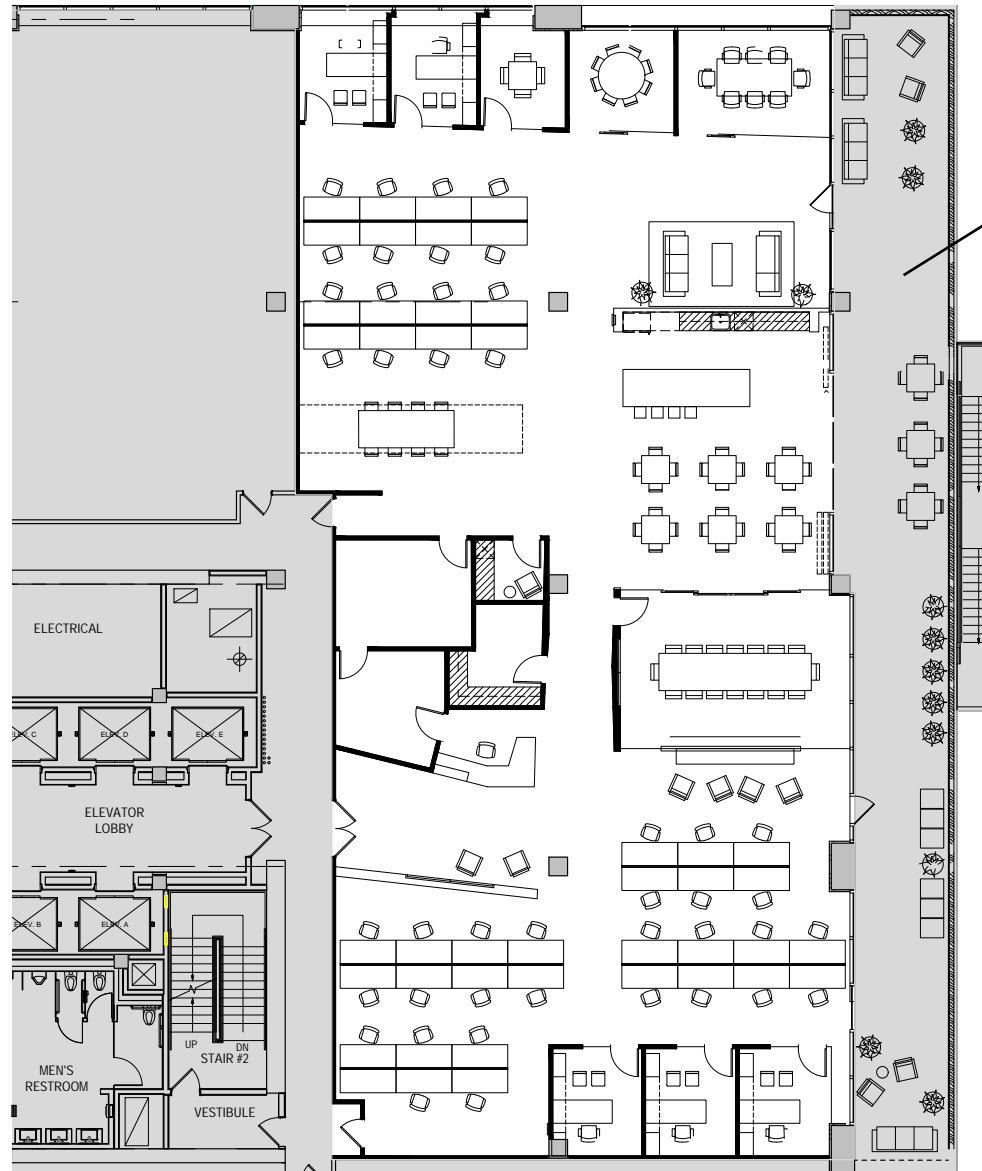 ELECTRICAL
ELEV. C
ELEV. D
ELEV. E
ELEVATOR
LOBBY
ELEV. B
ELEV. A
UP
DN
STAIR #2
MEN'S
RESTROOM
VESTIBULE